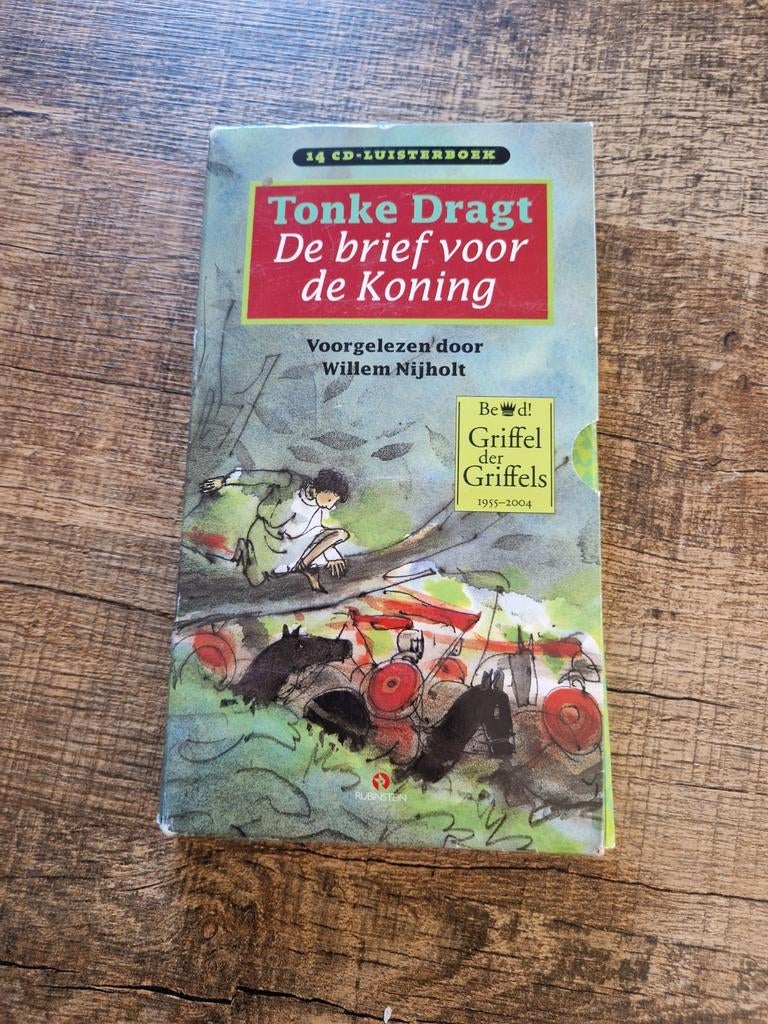 14 CD-LUISTERBOEK
Tonke Dragt
De brief voor
de Koning
Voorgelezen door
Willem Nijholt
Be d!
Griffel
der
Griffels
1955–2004
RUBINSTEIN